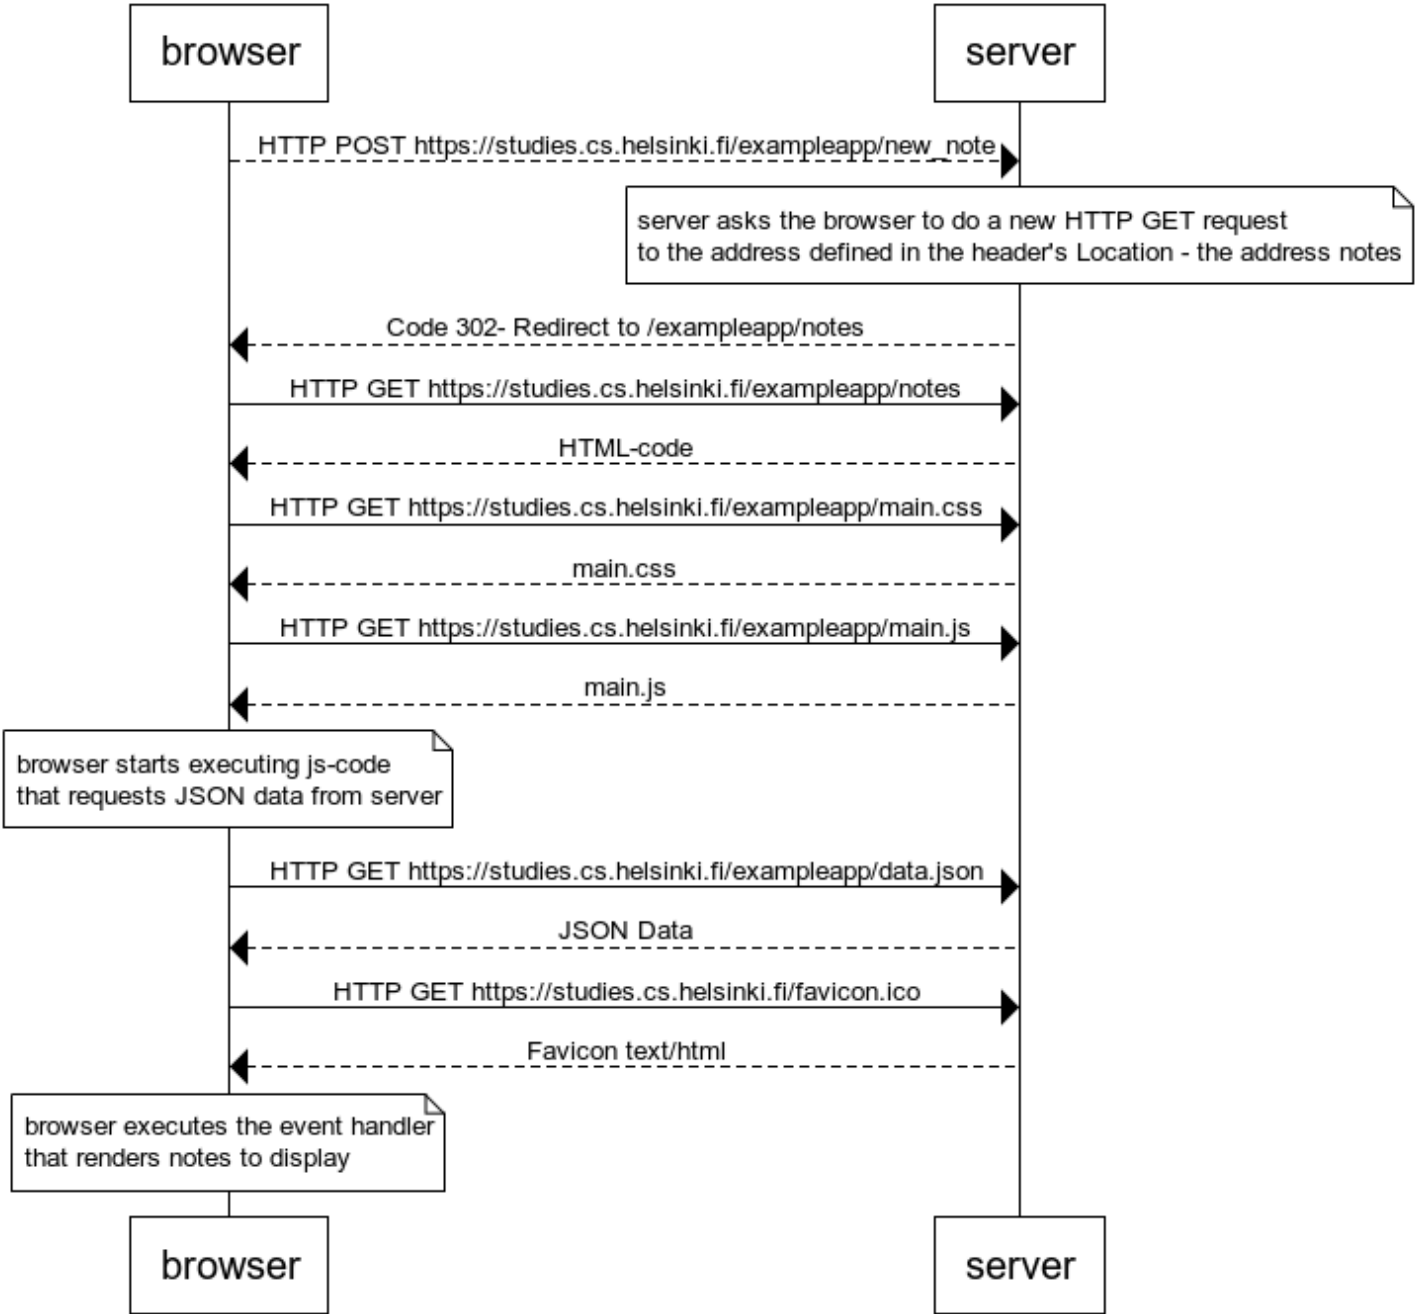 browser
server
HTTP POST https://studies.cs.helsinki.fi/exampleapp/new_note
server asks the browser to do a new HTTP GET request
to the address defined in the header's Location - the address notes
Code 302- Redirect to /exampleapp/notes
HTTP GET https://studies.cs.helsinki.fi/exampleapp/notes
HTML-code
HTTP GET https://studies.cs.helsinki.fi/exampleapp/main.css
main.css
HTTP GET https://studies.cs.helsinki.fi/exampleapp/main.js
main.js
browser starts executing js-code
that requests JSON data from server
HTTP GET https://studies.cs.helsinki.fi/exampleapp/data.json
JSON Data
HTTP GET https://studies.cs.helsinki.fi/favicon.ico
Favicon text/html
browser executes the event handler
that renders notes to display
browser
server